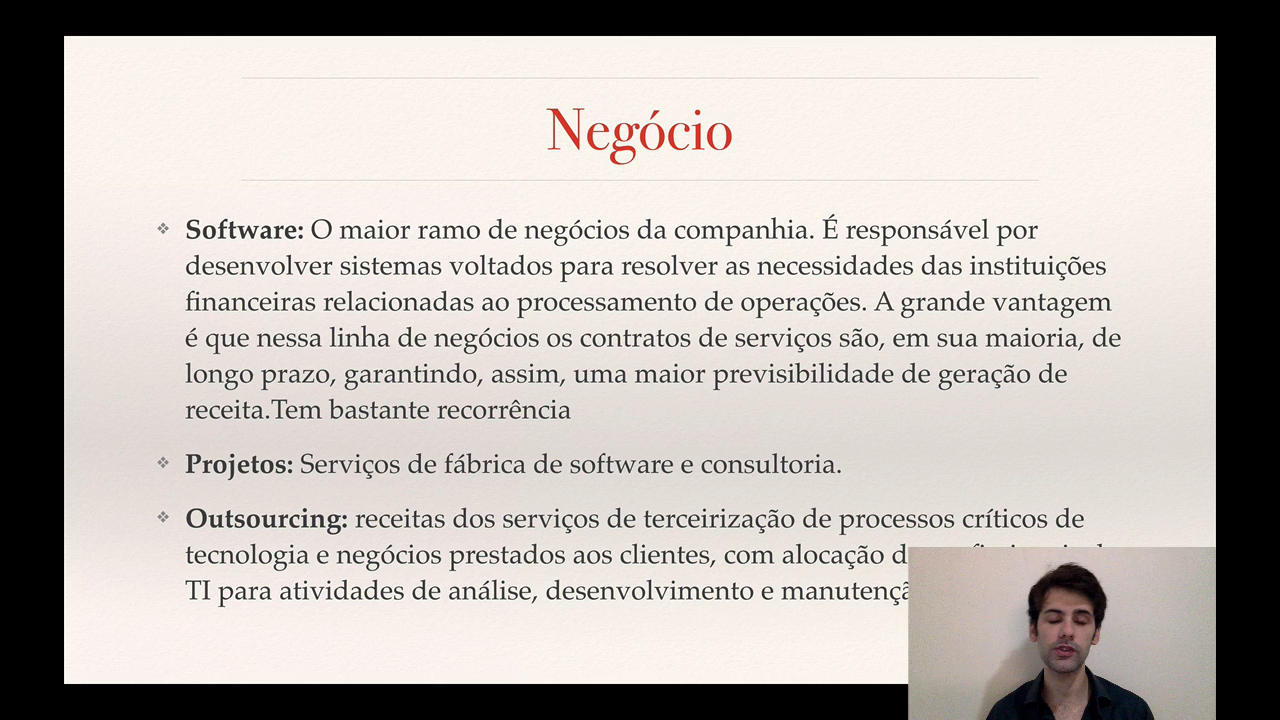 Negócio
Software: O maior ramo de negócios da companhia. É responsável por
desenvolver sistemas voltados para resolver as necessidades das instituições
financeiras relacionadas ao processamento de operações. A grande vantagem
é que nessa linha de negócios os contratos de serviços são, em sua maioria, de
longo prazo, garantindo, assim, uma maior previsibilidade de geração de
receita.Tem bastante recorrência
Projetos: Serviços de fábrica de software e consultoria.
Outsourcing: receitas dos serviços de terceirização de processos críticos de
tecnologia e negócios prestados aos clientes, com alocação
TI para atividades de análise, desenvolvimento e